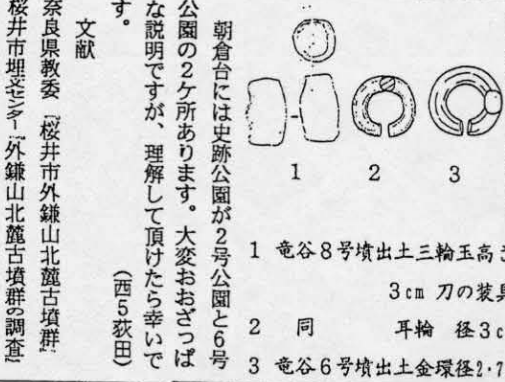 1
2
3
1 竜谷8号墳出土三輪玉高さ
3cm 刀の装具
2 同 耳輪 径3c
3 竜谷6号墳出土金環径2・7
朝倉台には史跡公園が2号公園と6号
公園の2ケ所あります。大変おおざっぱ
な説明ですが、理解して頂けたら幸いで
す。
(西5荻田)
文献
奈良県教委「桜井市外鎌山北麓古墳群」
桜井市埋文センター「外鎌山北麓古墳群の調査」